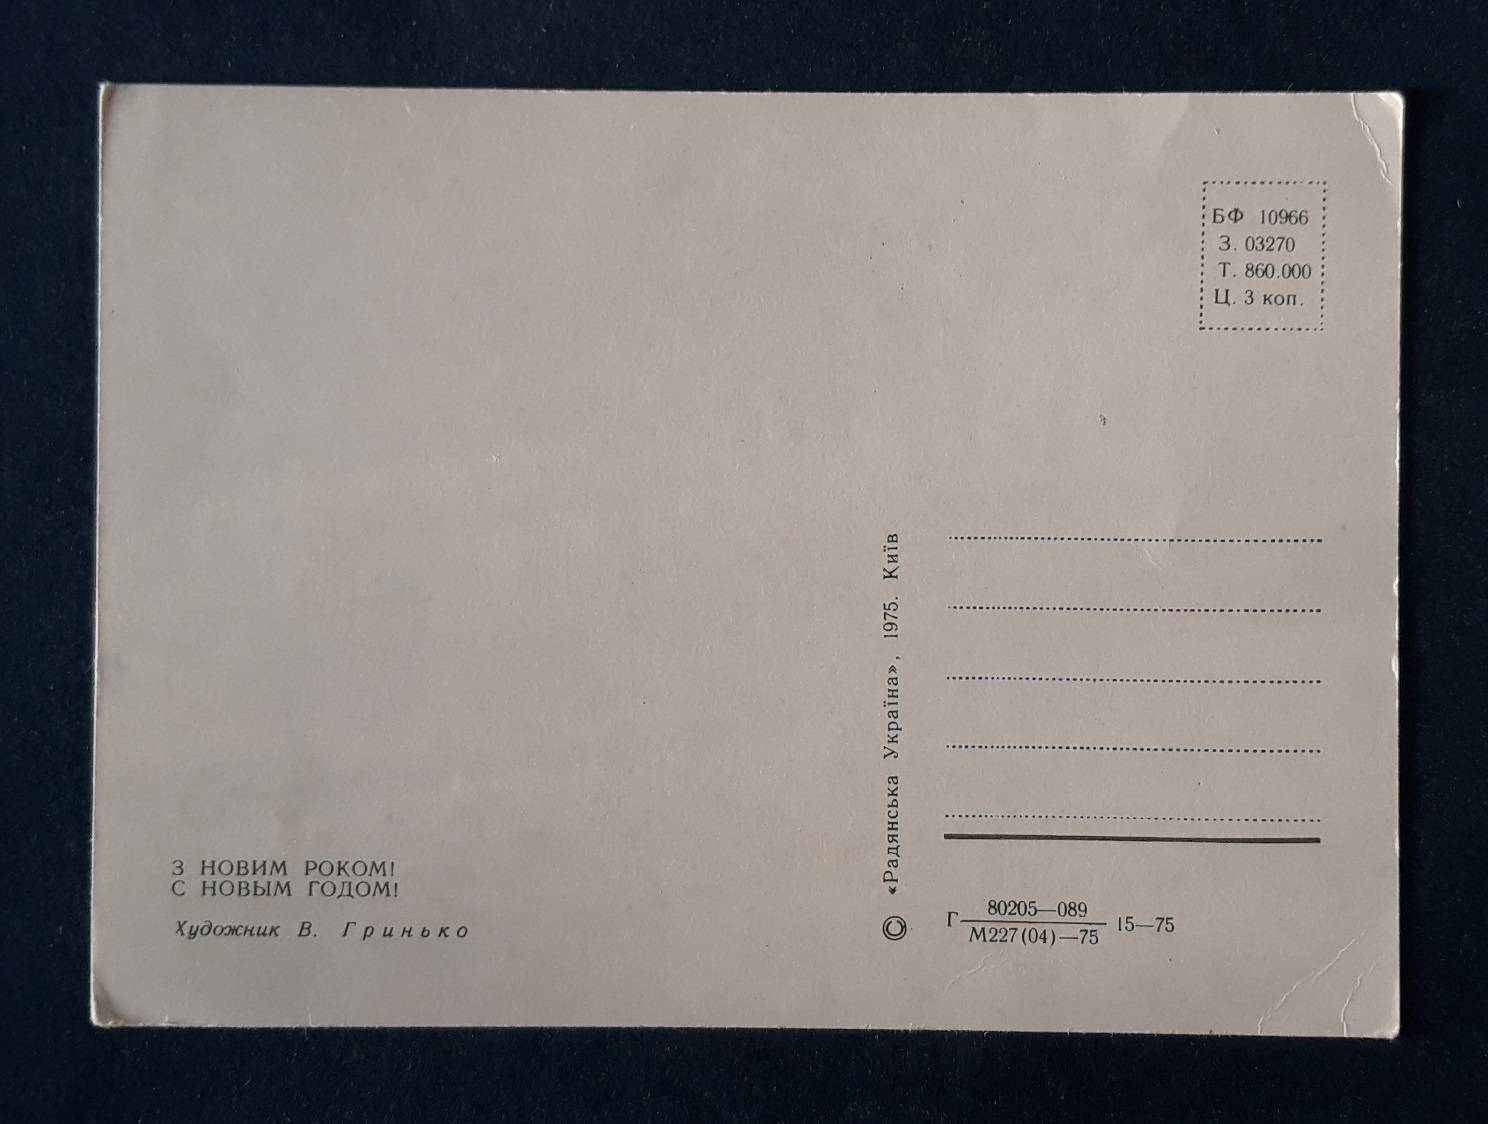 БФ 10966
З. 03270
Т. 860.000
Ц. 3 коп.
З НОВИМ РОКОМ!
С НОВЫМ ГОДОМ!
Художник В. Гринько
© «Радянська Україна», 1975. Київ
Г 80205—089
М227(04)—75 15—75